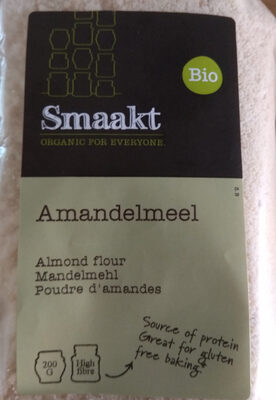 Bio
Smaakt
ORGANIC FOR EVERYONE.
Amandelmeel
Almond flour
Mandelmehl
Poudre d'amandes
200
G
High
fibre
Source of protein
Great for gluten
free baking*